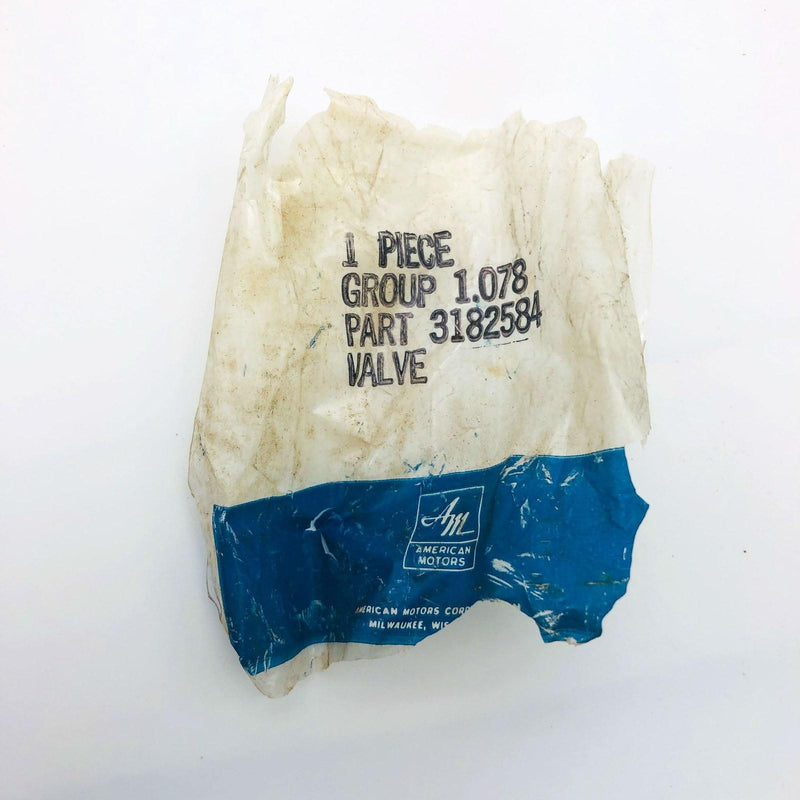 1 PIECE
GROUP 1.078
PART 3182584
VALVE
AM
AMERICAN
MOTORS
AMERICAN MOTORS CORP
MILWAUKEE, WIS